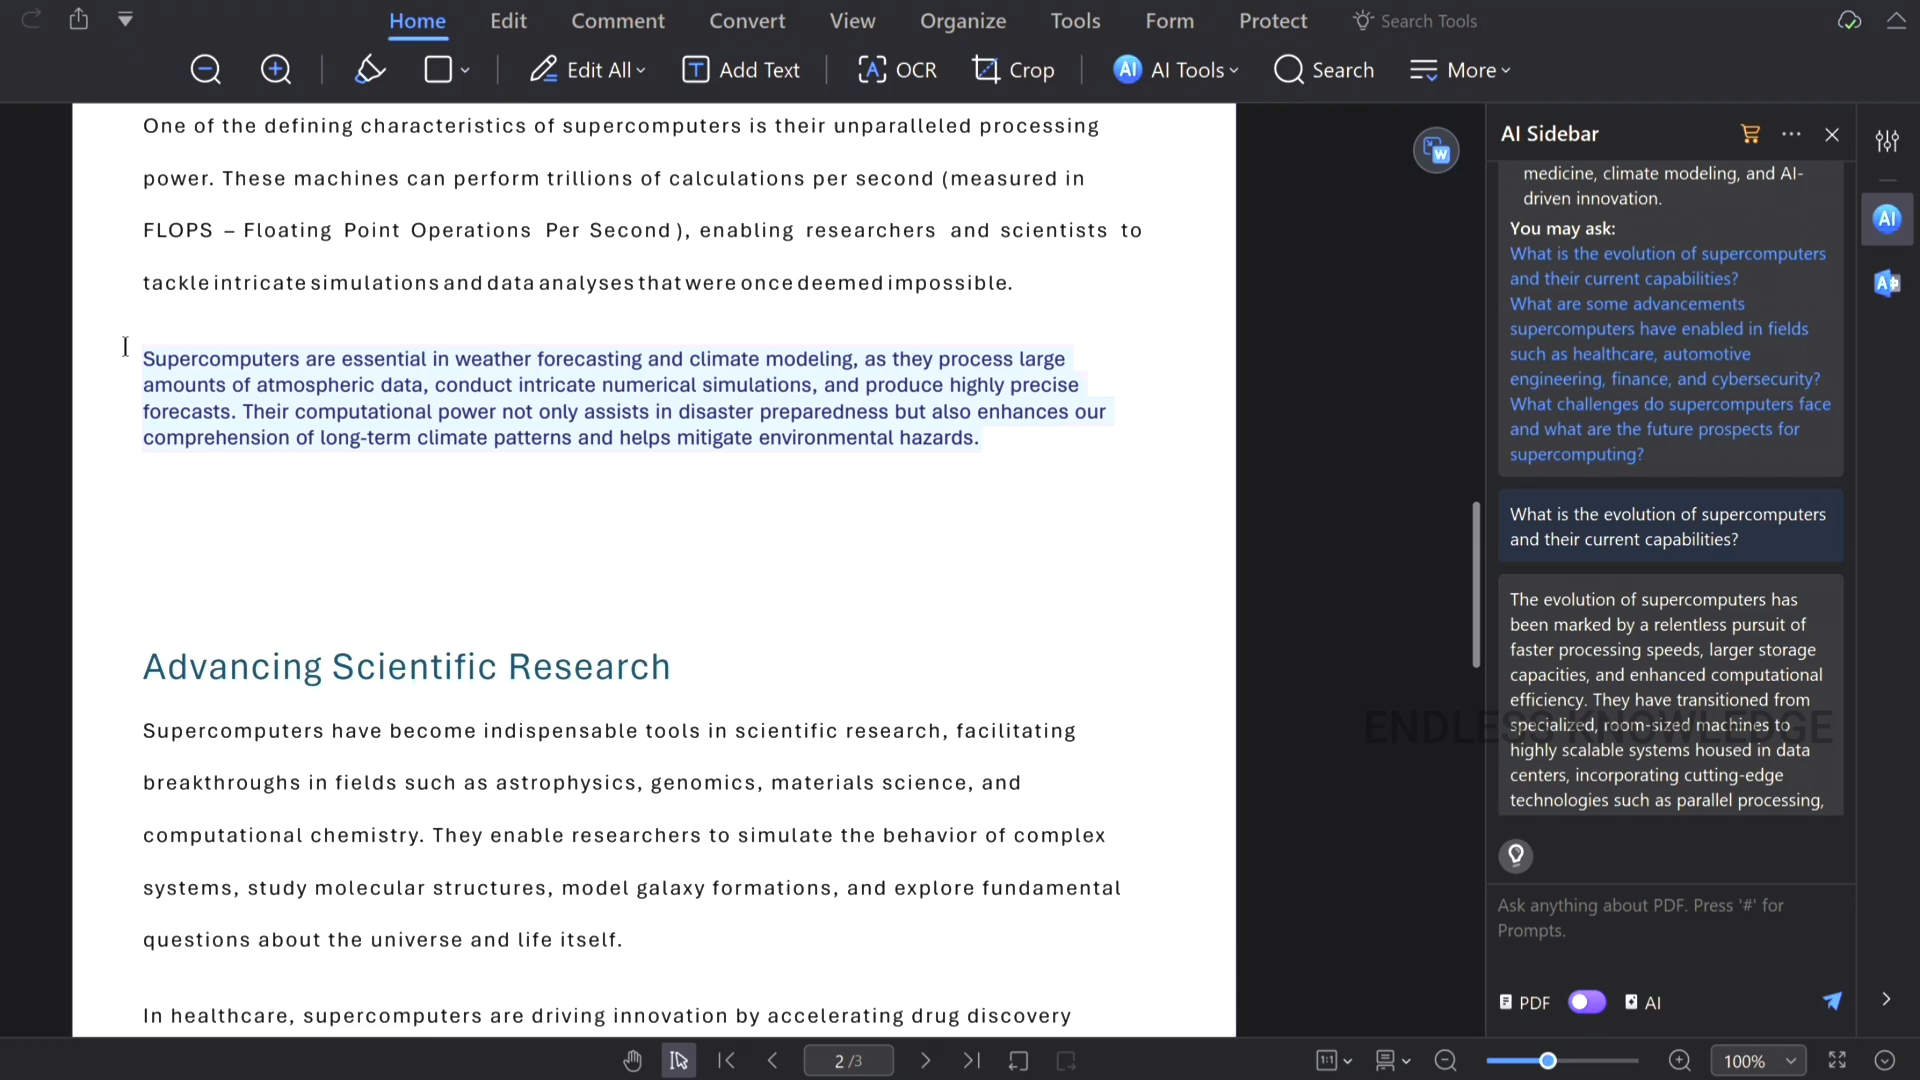 Home Edit Comment Convert View Organize Tools Form Protect Search Tools
Edit All Add Text OCR Crop AI AI Tools Search More
One of the defining characteristics of supercomputers is their unparalleled processing
power. These machines can perform trillions of calculations per second (measured in
FLOPS – Floating Point Operations Per Second), enabling researchers and scientists to
tackle intricate simulations and data analyses that were once deemed impossible.
Supercomputers are essential in weather forecasting and climate modeling, as they process large
amounts of atmospheric data, conduct intricate numerical simulations, and produce highly precise
forecasts. Their computational power not only assists in disaster preparedness but also enhances our
comprehension of long-term climate patterns and helps mitigate environmental hazards.
Advancing Scientific Research
Supercomputers have become indispensable tools in scientific research, facilitating
breakthroughs in fields such as astrophysics, genomics, materials science, and
computational chemistry. They enable researchers to simulate the behavior of complex
systems, study molecular structures, model galaxy formations, and explore fundamental
questions about the universe and life itself.
In healthcare, supercomputers are driving innovation by accelerating drug discovery
W
AI Sidebar
medicine, climate modeling, and AI-
driven innovation.
You may ask:
What is the evolution of supercomputers
and their current capabilities?
What are some advancements
supercomputers have enabled in fields
such as healthcare, automotive
engineering, finance, and cybersecurity?
What challenges do supercomputers face
and what are the future prospects for
supercomputing?
What is the evolution of supercomputers
and their current capabilities?
The evolution of supercomputers has
been marked by a relentless pursuit of
faster processing speeds, larger storage
capacities, and enhanced computational
efficiency. They have transitioned from
specialized, room-sized machines to
highly scalable systems housed in data
centers, incorporating cutting-edge
technologies such as parallel processing,
ENDLESS KNOWLEDGE
Ask anything about PDF. Press '#' for
Prompts.
PDF AI
AI
A
2 /3
1:1
100%